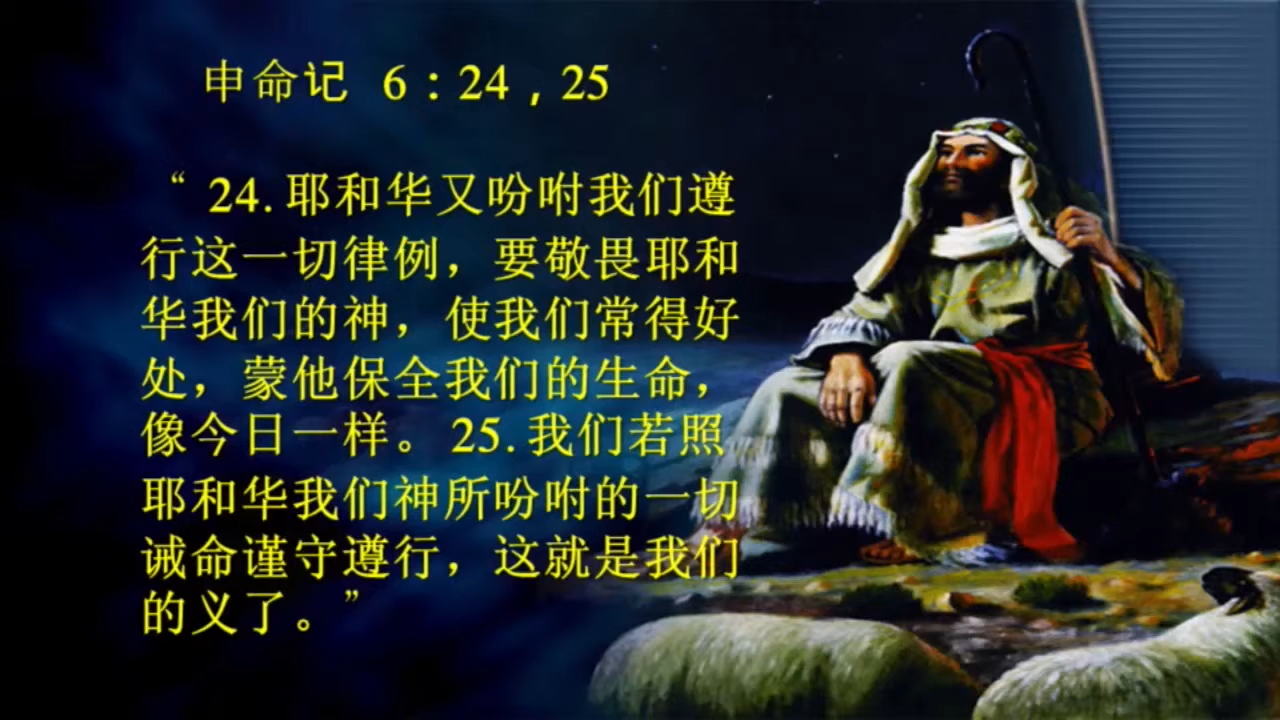 申命记 6：24，25
“ 24. 耶和华又吩咐我们遵
行这一切律例，要敬畏耶和
华我们的神，使我们常得好
处，蒙他保全我们的生命，
像今日一样。25. 我们若照
耶和华我们神所吩咐的一切
诫命谨守遵行，这就是我们
的义了。”